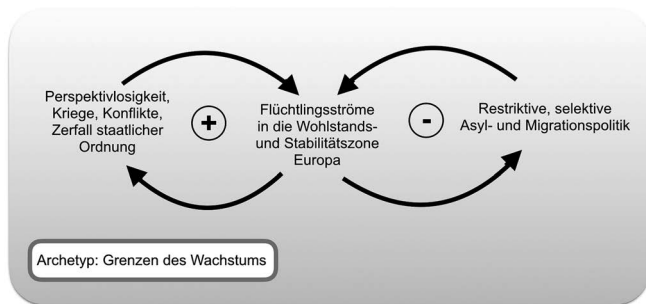 Perspektivlosigkeit,
Kriege, Konflikte,
Zerfall staatlicher
Ordnung
+
Flüchtlingsströme
in die Wohlstands-
und Stabilitätszone
Europa
-
Restriktive, selektive
Asyl- und Migrationspolitik
Archetyp: Grenzen des Wachstums